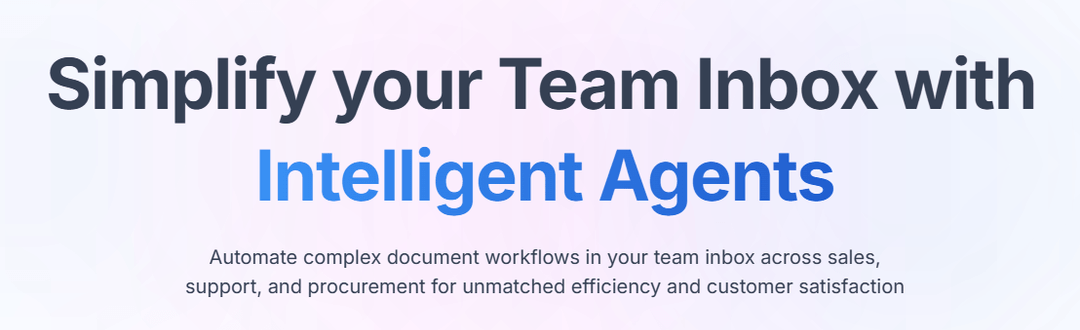 Simplify your Team Inbox with
Intelligent Agents
Automate complex document workflows in your team inbox across sales,
support, and procurement for unmatched efficiency and customer satisfaction